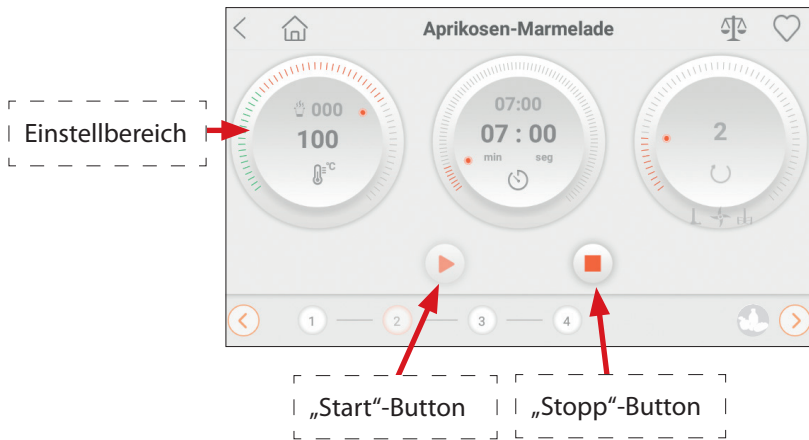 Aprikosen-Marmelade
Einstellbereich
000
100
°C
07:00
07 : 00
min seg
2
1 2 3 4
„Start“-Button
„Stopp“-Button